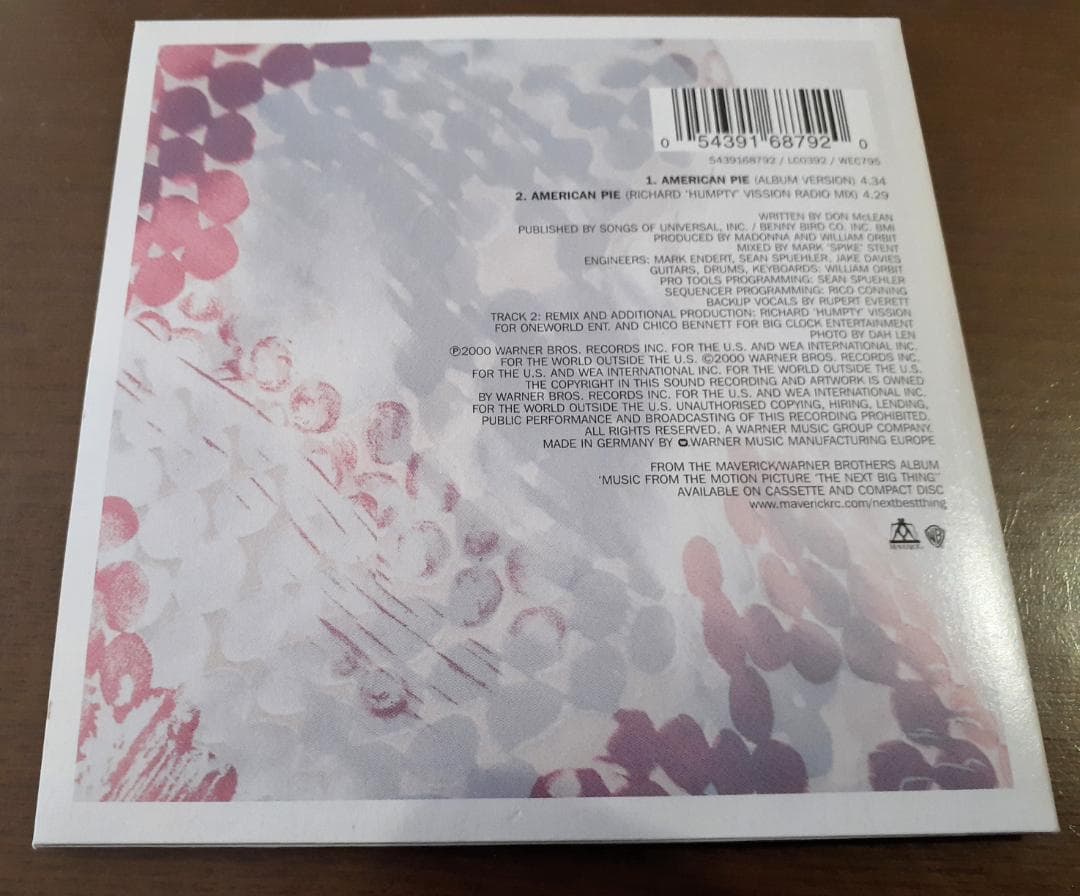 0 54391 68792 0
5439168792 / LC0392 / WE C795
1. AMERICAN PIE (ALBUM VERSION) 4.34
2. AMERICAN PIE (RICHARD 'HUMPTY' VISSION RADIO MIX) 4.29
WRITTEN BY DON McLEAN
PUBLISHED BY SONGS OF UNIVERSAL, INC. / BENNY BIRD CO. INC. BMI
PRODUCED BY MADONNA AND WILLIAM ORBIT
MIXED BY MARK 'SPIKE' STENT
ENGINEERS: MARK ENDERT, SEAN SPUEHLER, JAKE DAVIES
GUITARS, DRUMS, KEYBOARDS: WILLIAM ORBIT
PRO TOOLS PROGRAMMING: SEAN SPUEHLER
SEQUENCER PROGRAMMING: RICO CONNING
BACKUP VOCALS BY RUPERT EVERETT
TRACK 2: REMIX AND ADDITIONAL PRODUCTION: RICHARD 'HUMPTY' VISSION
FOR ONEWORLD ENT. AND CHICO BENNETT FOR BIG CLOCK ENTERTAINMENT
PHOTO BY DAH LEN
℗2000 WARNER BROS. RECORDS INC. FOR THE U.S. AND WEA INTERNATIONAL INC.
FOR THE WORLD OUTSIDE THE U.S. ©2000 WARNER BROS. RECORDS INC.
FOR THE U.S. AND WEA INTERNATIONAL INC. FOR THE WORLD OUTSIDE THE U.S.
THE COPYRIGHT IN THIS SOUND RECORDING AND ARTWORK IS OWNED
BY WARNER BROS. RECORDS INC. FOR THE U.S. AND WEA INTERNATIONAL INC.
FOR THE WORLD OUTSIDE THE U.S. UNAUTHORISED COPYING, HIRING, LENDING,
PUBLIC PERFORMANCE AND BROADCASTING OF THIS RECORDING PROHIBITED.
ALL RIGHTS RESERVED. A WARNER MUSIC GROUP COMPANY.
MADE IN GERMANY BY WARNER MUSIC MANUFACTURING EUROPE
FROM THE MAVERICK/WARNER BROTHERS ALBUM
'MUSIC FROM THE MOTION PICTURE 'THE NEXT BIG THING''
AVAILABLE ON CASSETTE AND COMPACT DISC
www.maverickrc.com/nextbestthing
MAVERICK
WB